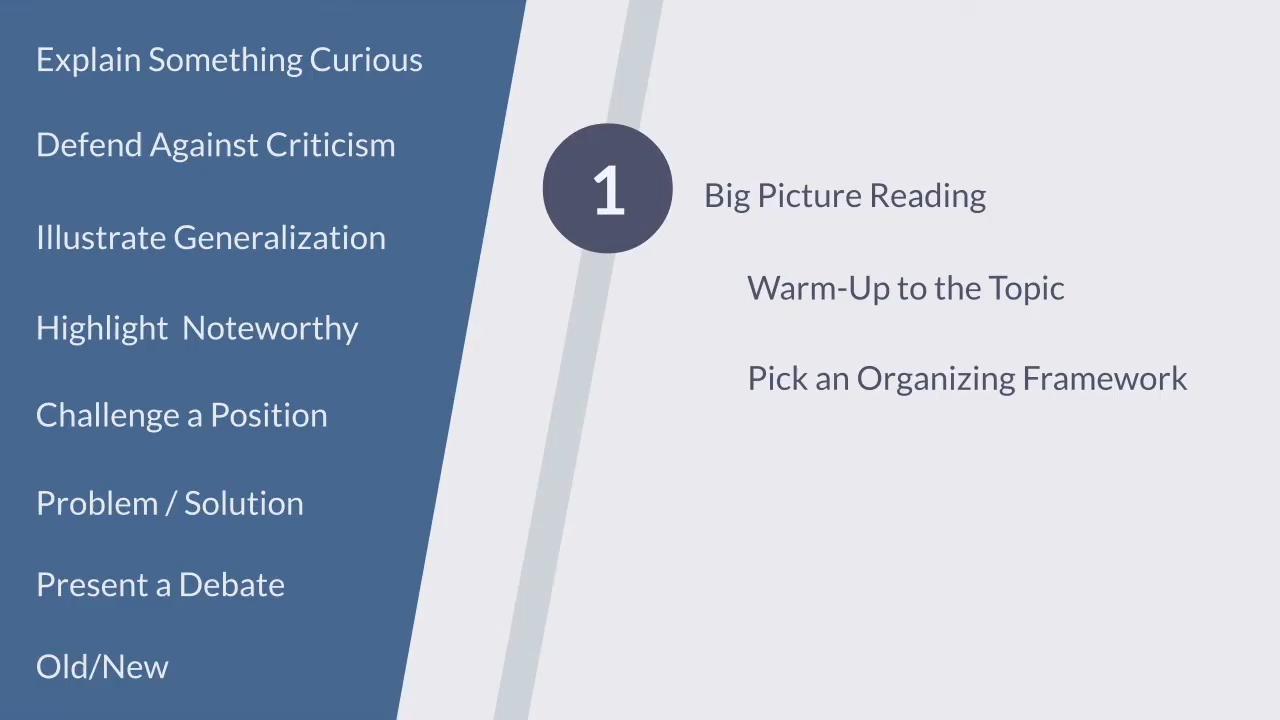 Explain Something Curious
Defend Against Criticism
Illustrate Generalization
Highlight  Noteworthy
Challenge a Position
Problem / Solution
Present a Debate
Old/New
1
Big Picture Reading
Warm-Up to the Topic
Pick an Organizing Framework